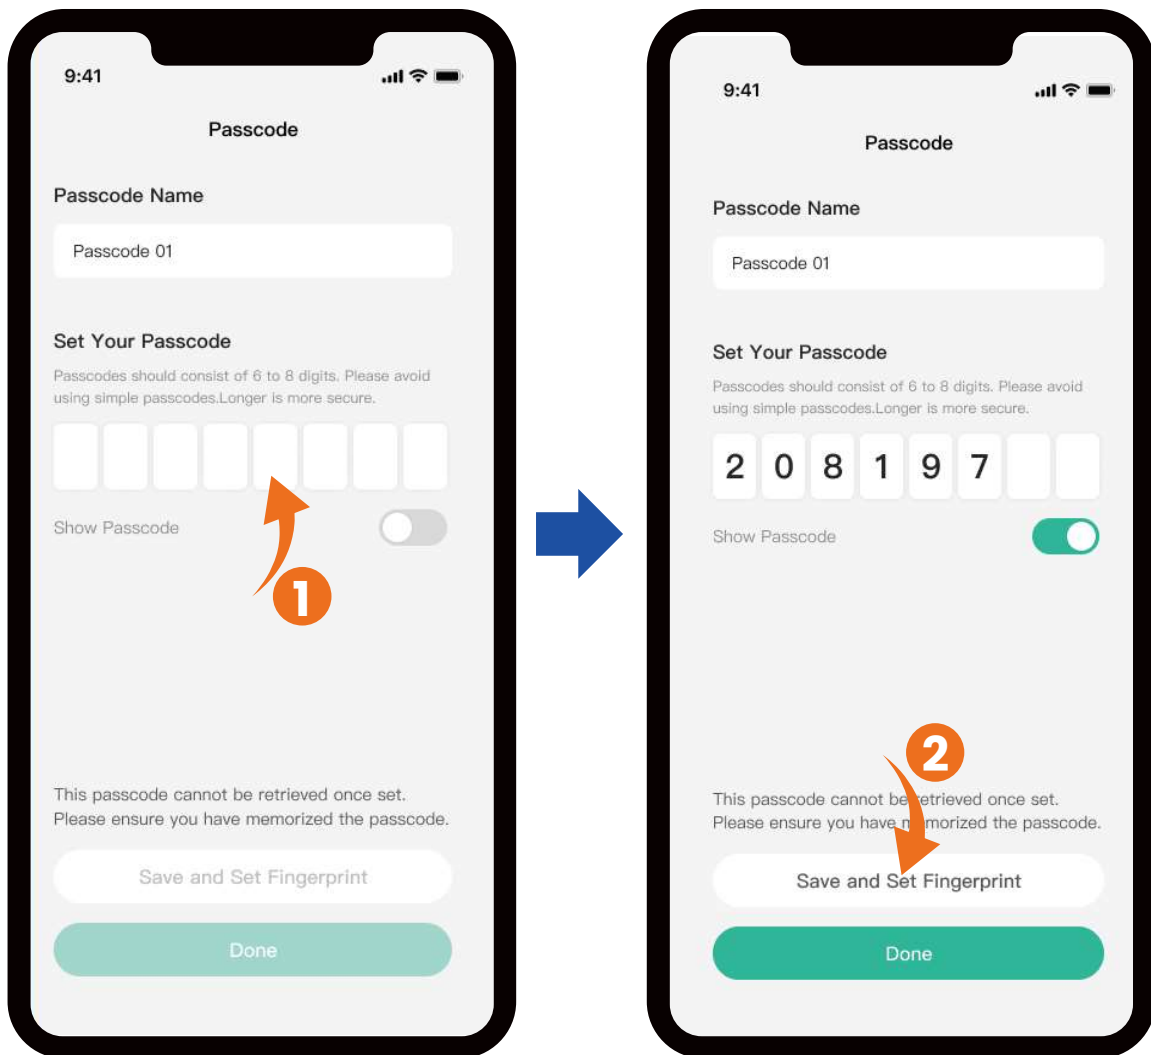 9:41
Passcode
Passcode Name
Passcode 01
Set Your Passcode
Passcodes should consist of 6 to 8 digits. Please avoid
using simple passcodes.Longer is more secure.
Show Passcode
1
This passcode cannot be retrieved once set.
Please ensure you have memorized the passcode.
Save and Set Fingerprint
Done
9:41
Passcode
Passcode Name
Passcode 01
Set Your Passcode
Passcodes should consist of 6 to 8 digits. Please avoid
using simple passcodes.Longer is more secure.
2 0 8 1 9 7
Show Passcode
2
This passcode cannot be retrieved once set.
Please ensure you have memorized the passcode.
Save and Set Fingerprint
Done